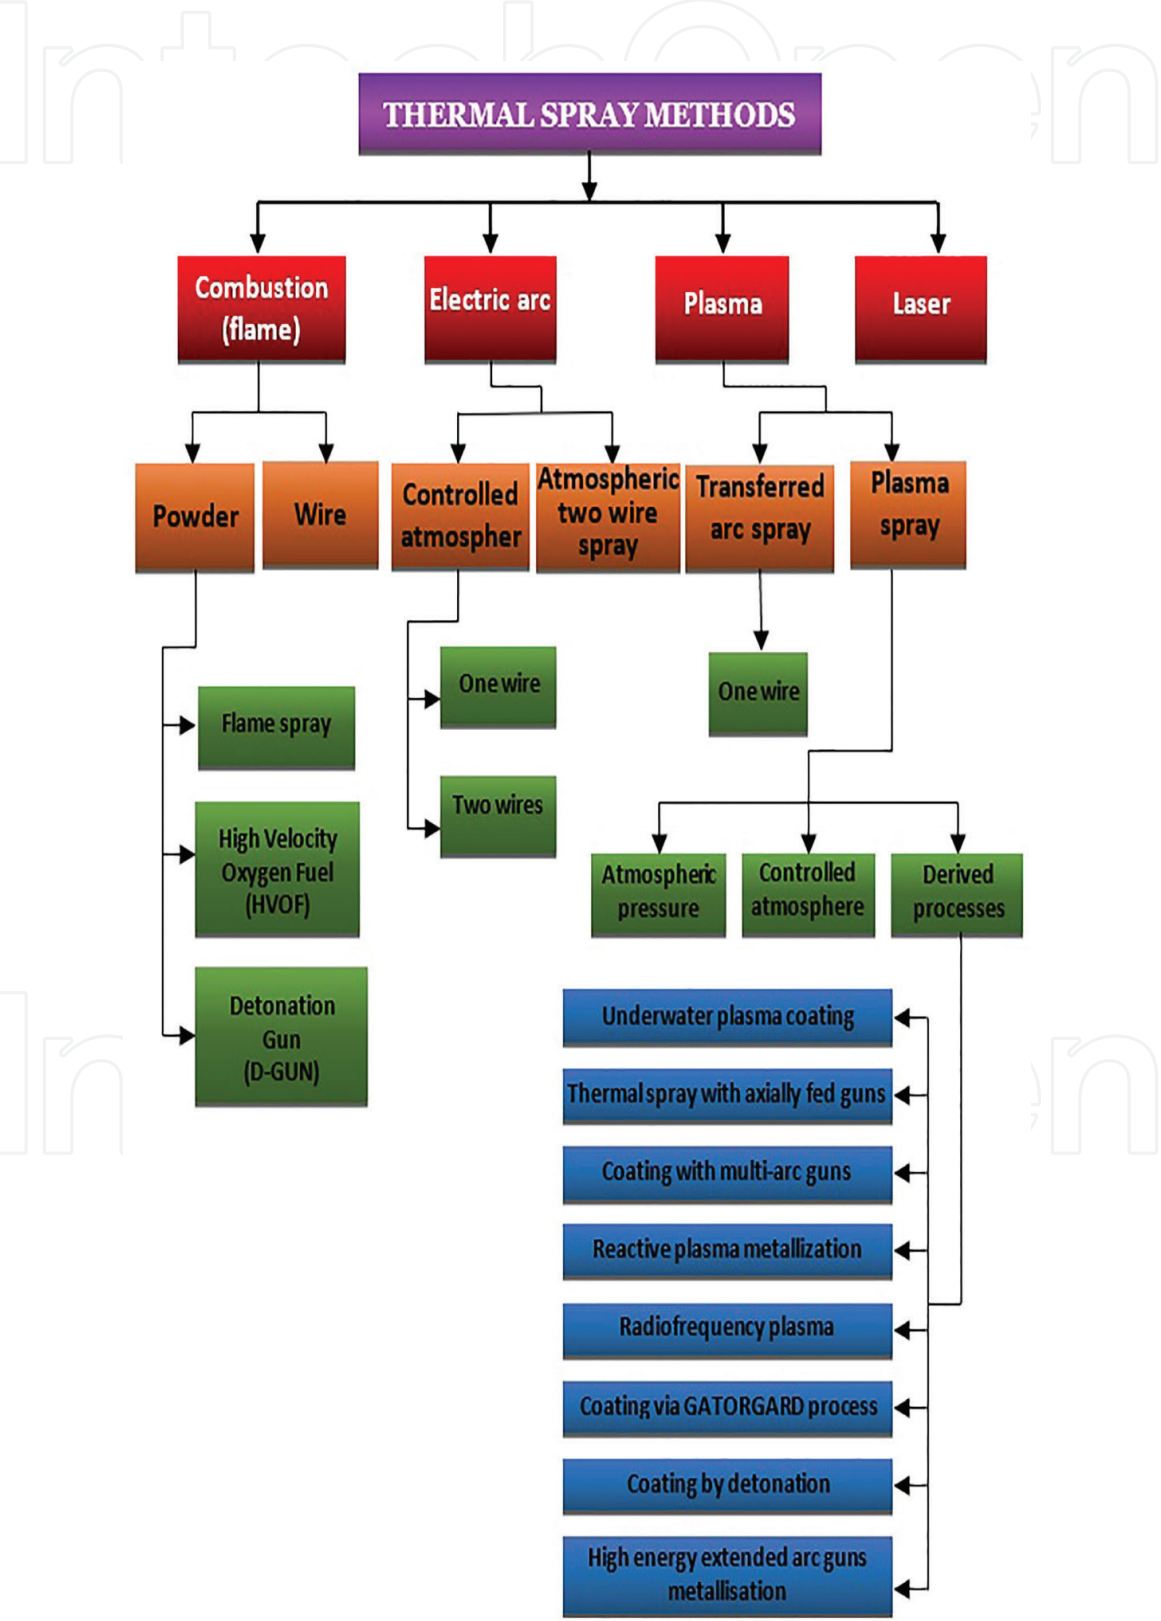 IntechOpen
THERMAL SPRAY METHODS
Combustion
(flame)
Electric arc
Plasma
Laser
Powder
Wire
Controlled
atmospher
Atmospheric
two wire
spray
Transferred
arc spray
Plasma
spray
Flame spray
High Velocity
Oxygen Fuel
(HVOF)
Detonation
Gun
(D-GUN)
One wire
Two wires
One wire
Atmospheric
pressure
Controlled
atmosphere
Derived
processes
Underwater plasma coating
Thermal spray with axially fed guns
Coating with multi-arc guns
Reactive plasma metallization
Radiofrequency plasma
Coating via GATORGARD process
Coating by detonation
High energy extended arc guns
metallisation